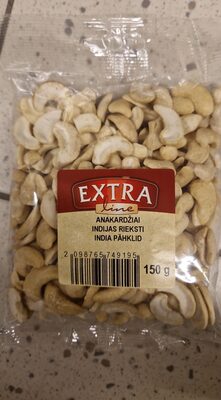 EXTRA
line
ANAKARDŽIAI
INDIJAS RIEKSTI
INDIA PÄHKLID
2 098765 749195
150 g